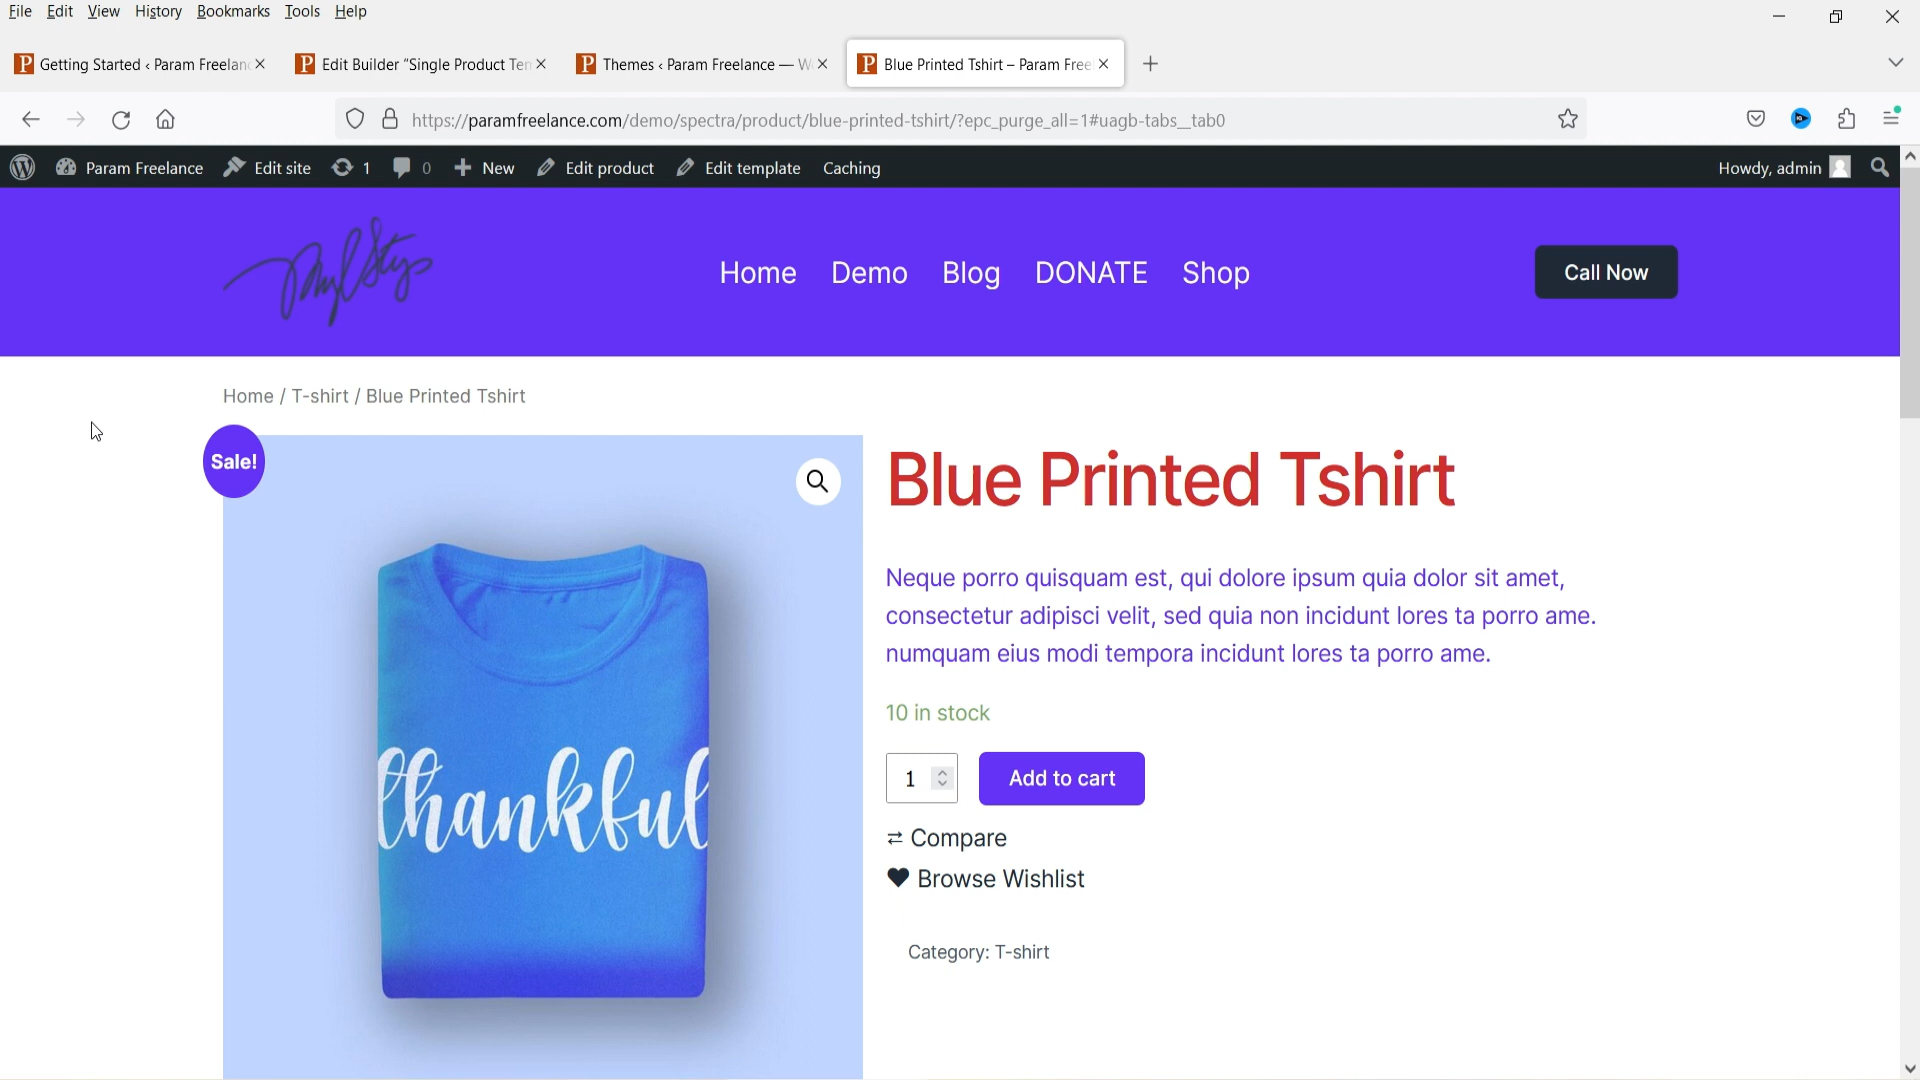 File Edit View History Bookmarks Tools Help
Getting Started ‹ Param Freelanc
Edit Builder “Single Product Ten
Themes ‹ Param Freelance — W
Blue Printed Tshirt – Param Free
https://paramfreelance.com/demo/spectra/product/blue-printed-tshirt/?epc_purge_all=1#uagb-tabs__tab0
Param Freelance Edit site 1 0 New Edit product Edit template Caching Howdy, admin
Home Demo Blog DONATE Shop
Call Now
Home / T-shirt / Blue Printed Tshirt
Sale!
thankful
Blue Printed Tshirt
Neque porro quisquam est, qui dolore ipsum quia dolor sit amet,
consectetur adipisci velit, sed quia non incidunt lores ta porro ame.
numquam eius modi tempora incidunt lores ta porro ame.
10 in stock
1 Add to cart
Compare
Browse Wishlist
Category: T-shirt